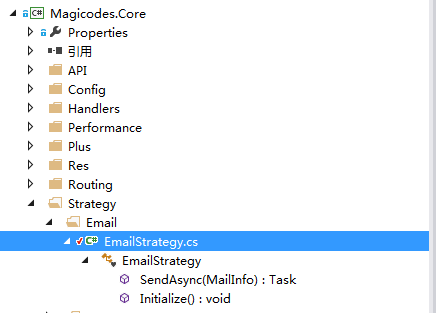 C# Magicodes.Core
Properties
引用
API
Config
Handlers
Performance
Plus
Res
Routing
Strategy
Email
C# EmailStrategy.cs
EmailStrategy
SendAsync(MailInfo) : Task
Initialize() : void